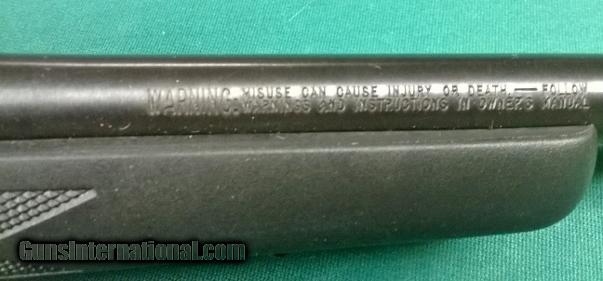 WARNING: MISUSE CAN CAUSE INJURY OR DEATH. — FOLLOW
WARNINGS AND INSTRUCTIONS IN OWNER'S MANUAL
GunsInternational.com